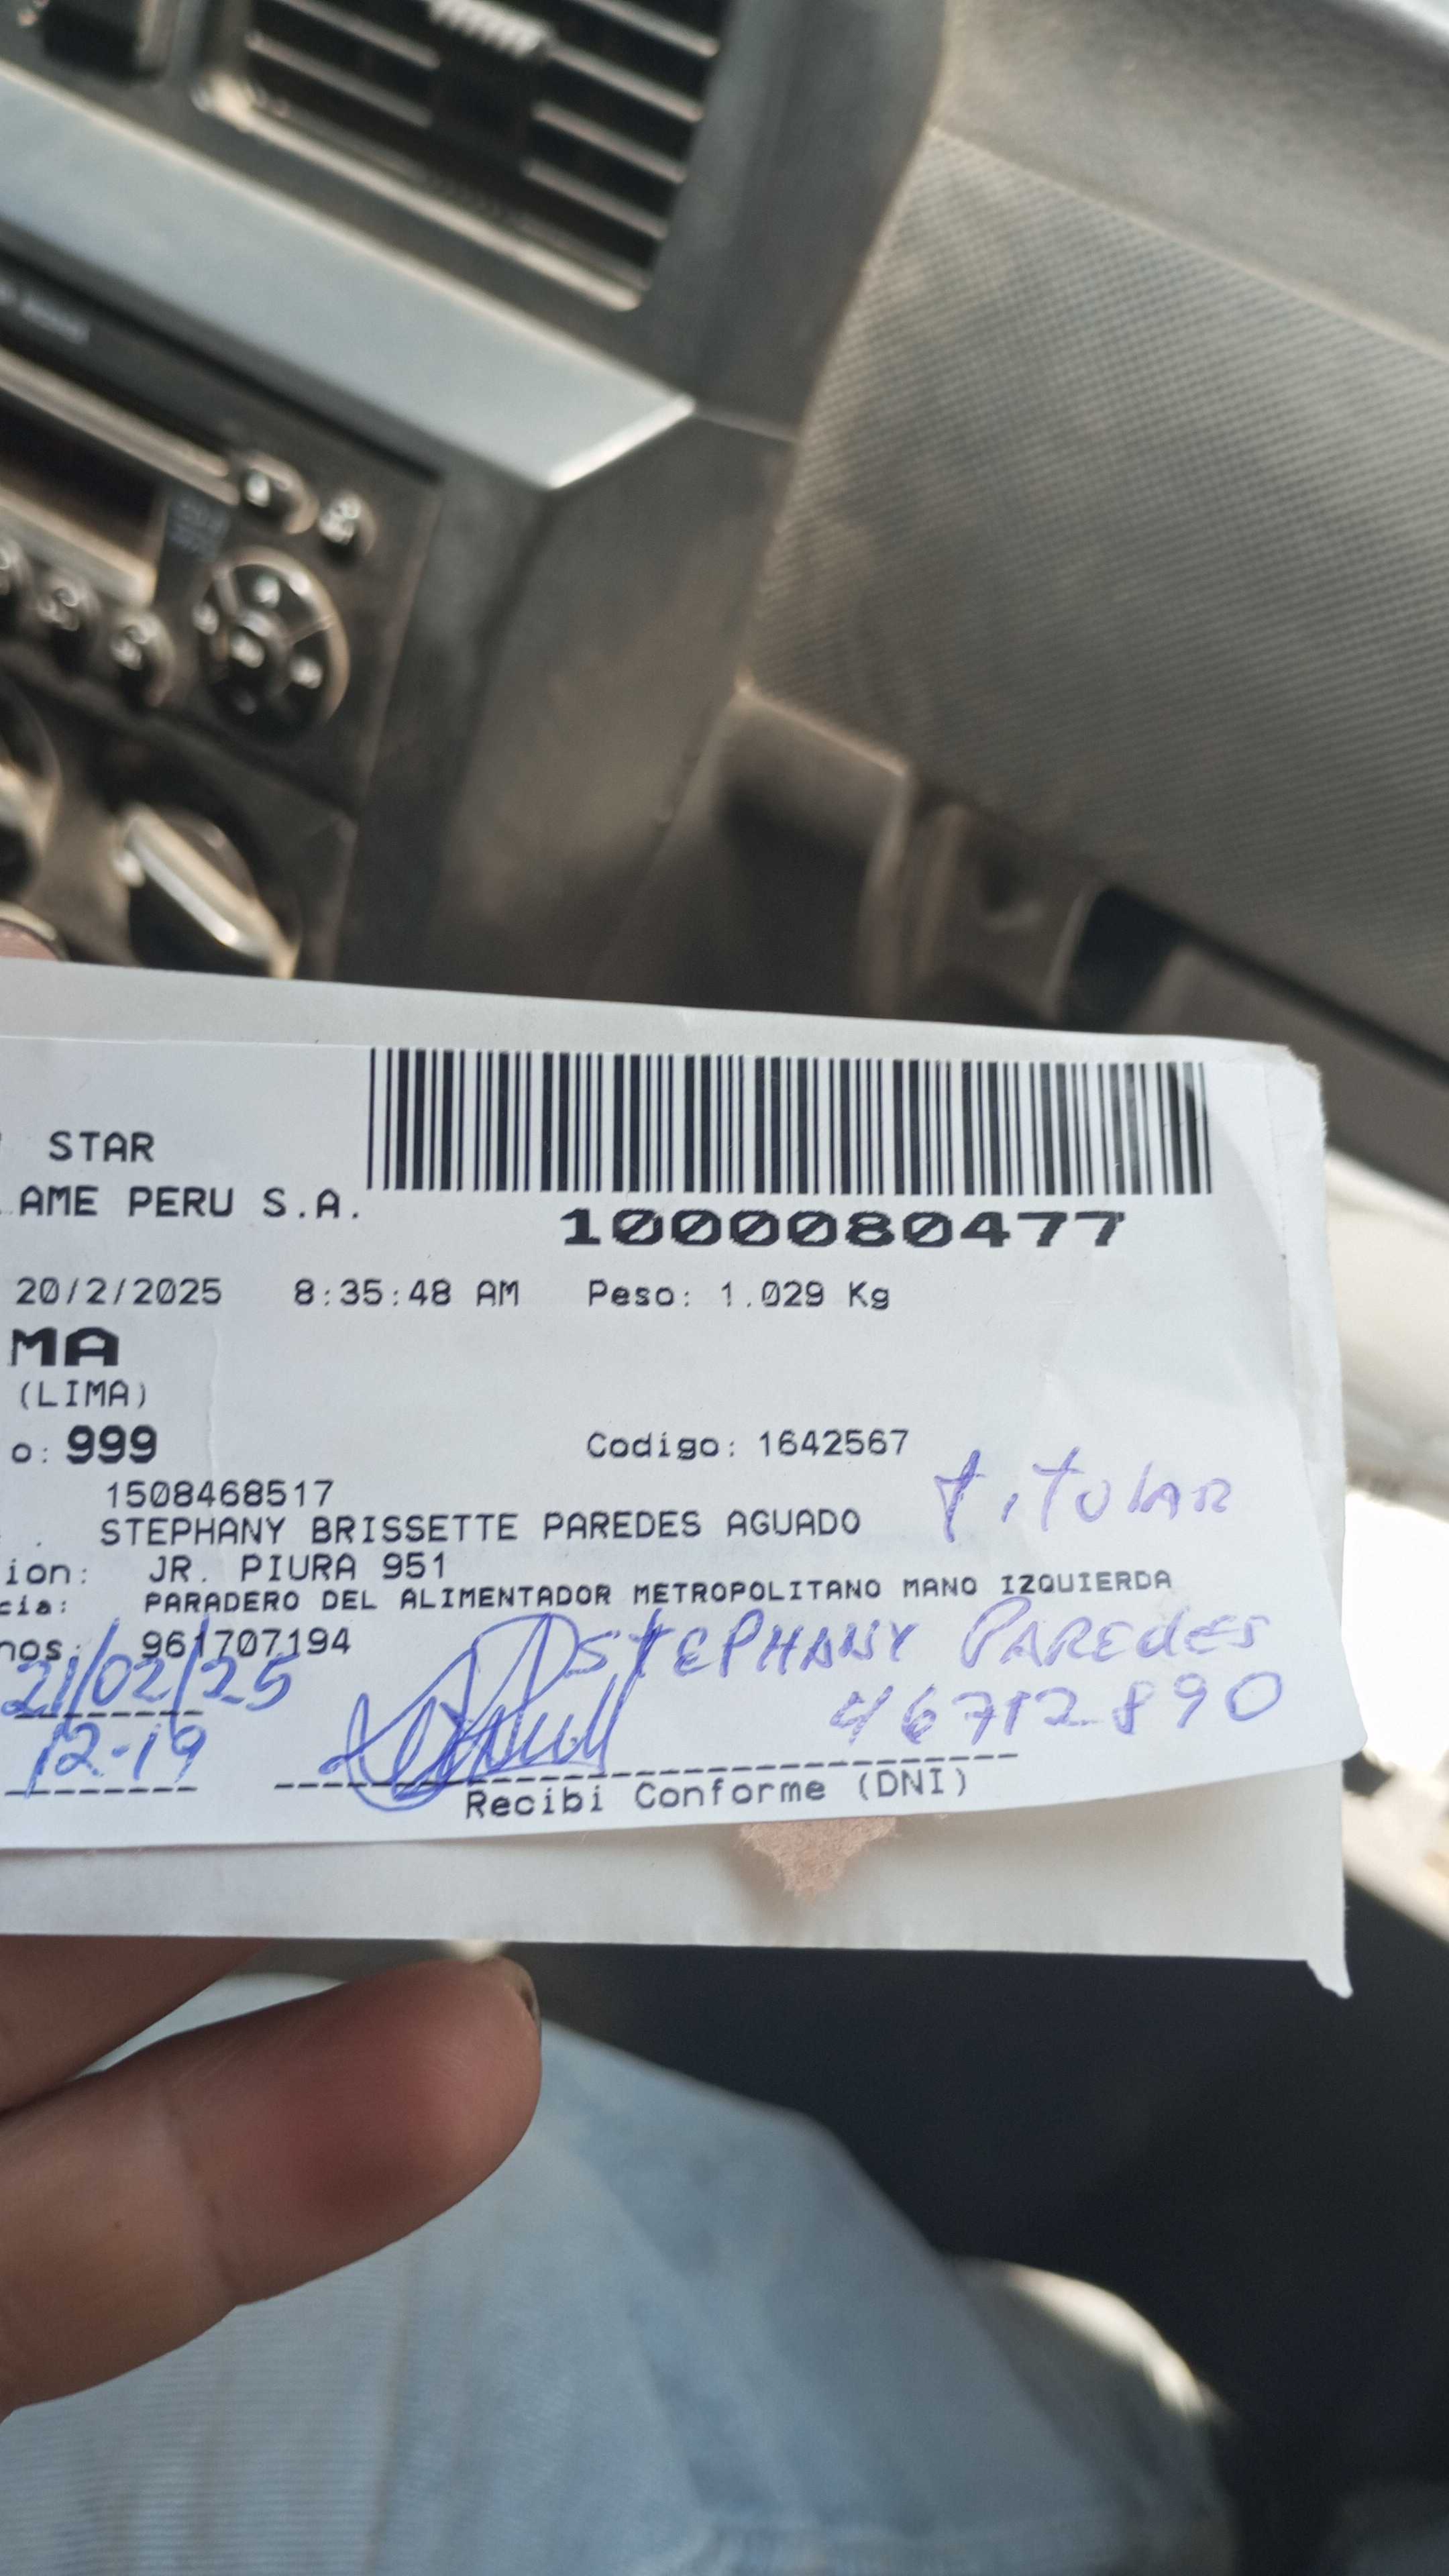 STAR
AME PERU S.A.
1000080477
20/2/2025 8:35:48 AM Peso: 1.029 Kg
MA
(LIMA)
o: 999 Codigo: 1642567
1508468517 titular
STEPHANY BRISSETTE PAREDES AGUADO
ion: JR. PIURA 951
cia: PARADERO DEL ALIMENTADOR METROPOLITANO MANO IZQUIERDA
nos: 961707194 STEPHANY PAREdES
21/02/25 46712890
12-19
Recibi Conforme (DNI)